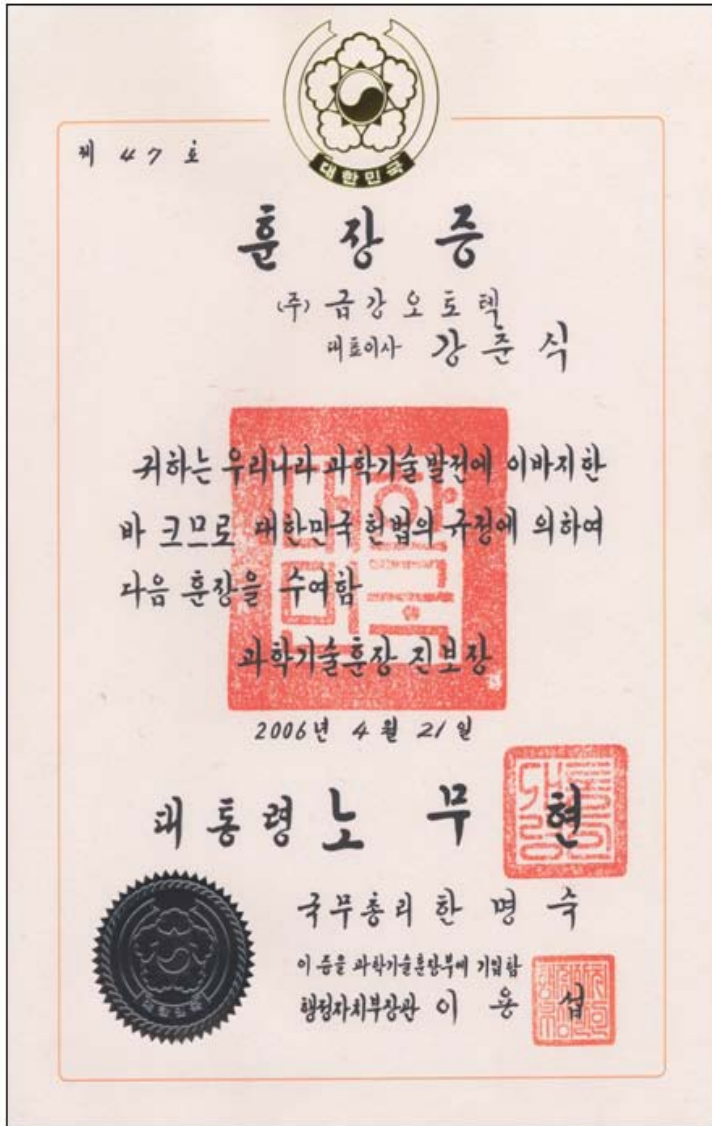 대한민국
제 47 호
훈장증
(주) 금강오토텍
대표이사 강준식
귀하는 우리나라 과학기술발전에 이바지한
바 크므로 대한민국 헌법의 규정에 의하여
다음 훈장을 수여함
과학기술훈장 진보장
2006년 4월 21일
대통령 노무현
국무총리 한명숙
이 증을 과학기술훈장부에 기입함
행정자치부장관 이용섭
대한민국